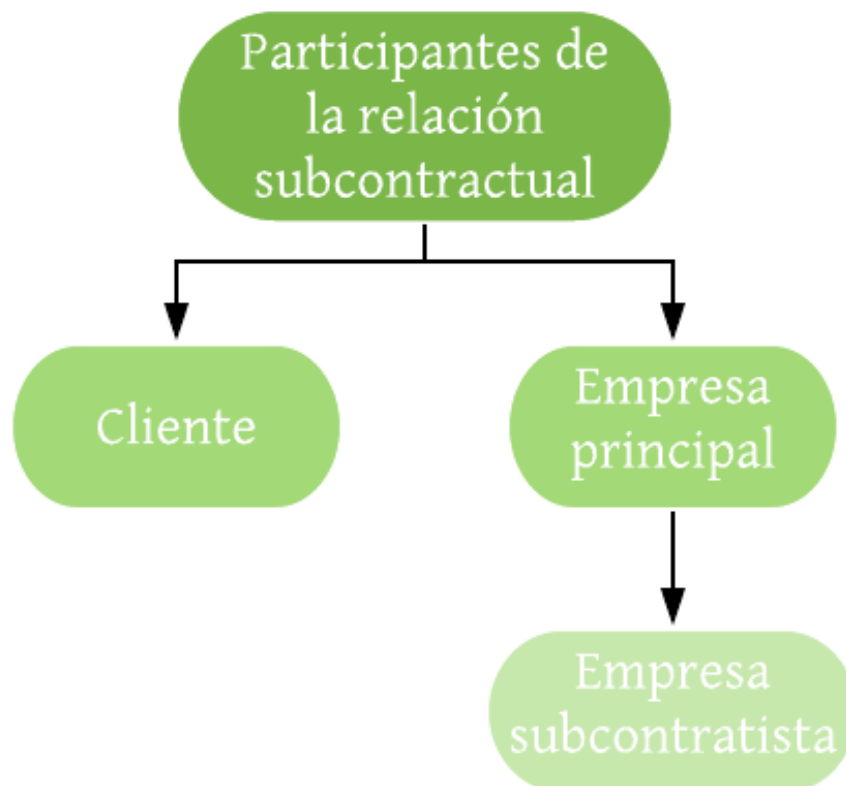 Participantes de
la relación
subcontractual
Cliente
Empresa
principal
Empresa
subcontratista